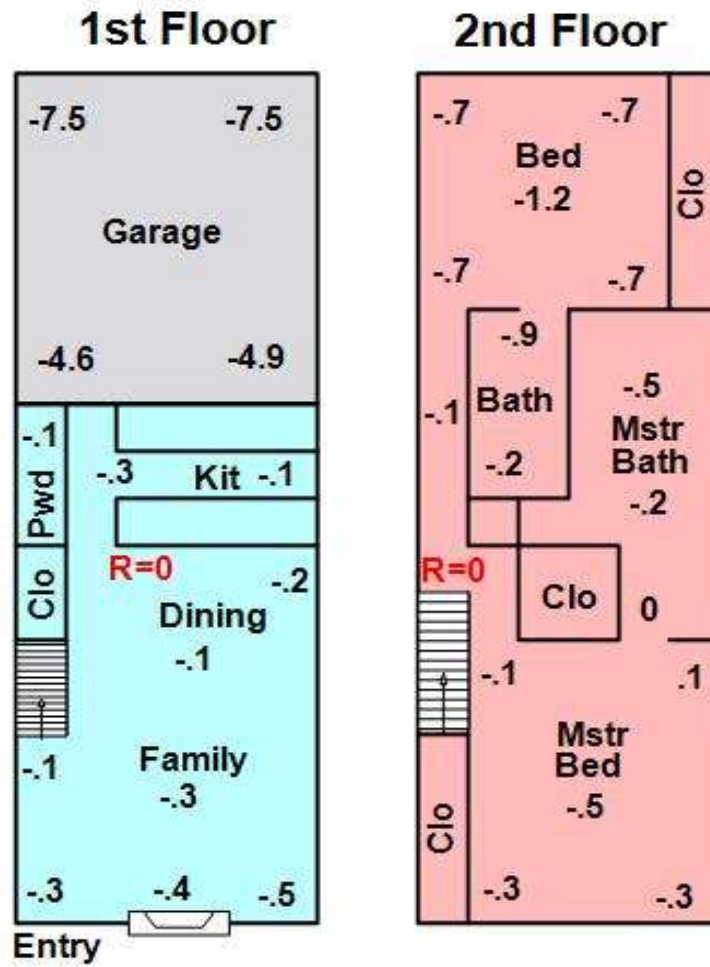 1st Floor
-7.5 -7.5
Garage
-4.6 -4.9
-.1
Pwd
-.3 Kit -.1
Clo
R=0 -.2
Dining
-.1
Family
-.1
-.3
-.3 -.4 -.5
Entry
2nd Floor
-.7 -.7
Bed
-1.2
Clo
-.7 -.7
-.9
-.1 Bath
-.2
-.5
Mstr
Bath
-.2
R=0
Clo 0
-.1 .1
Mstr
Bed
-.5
Clo
-.3 -.3